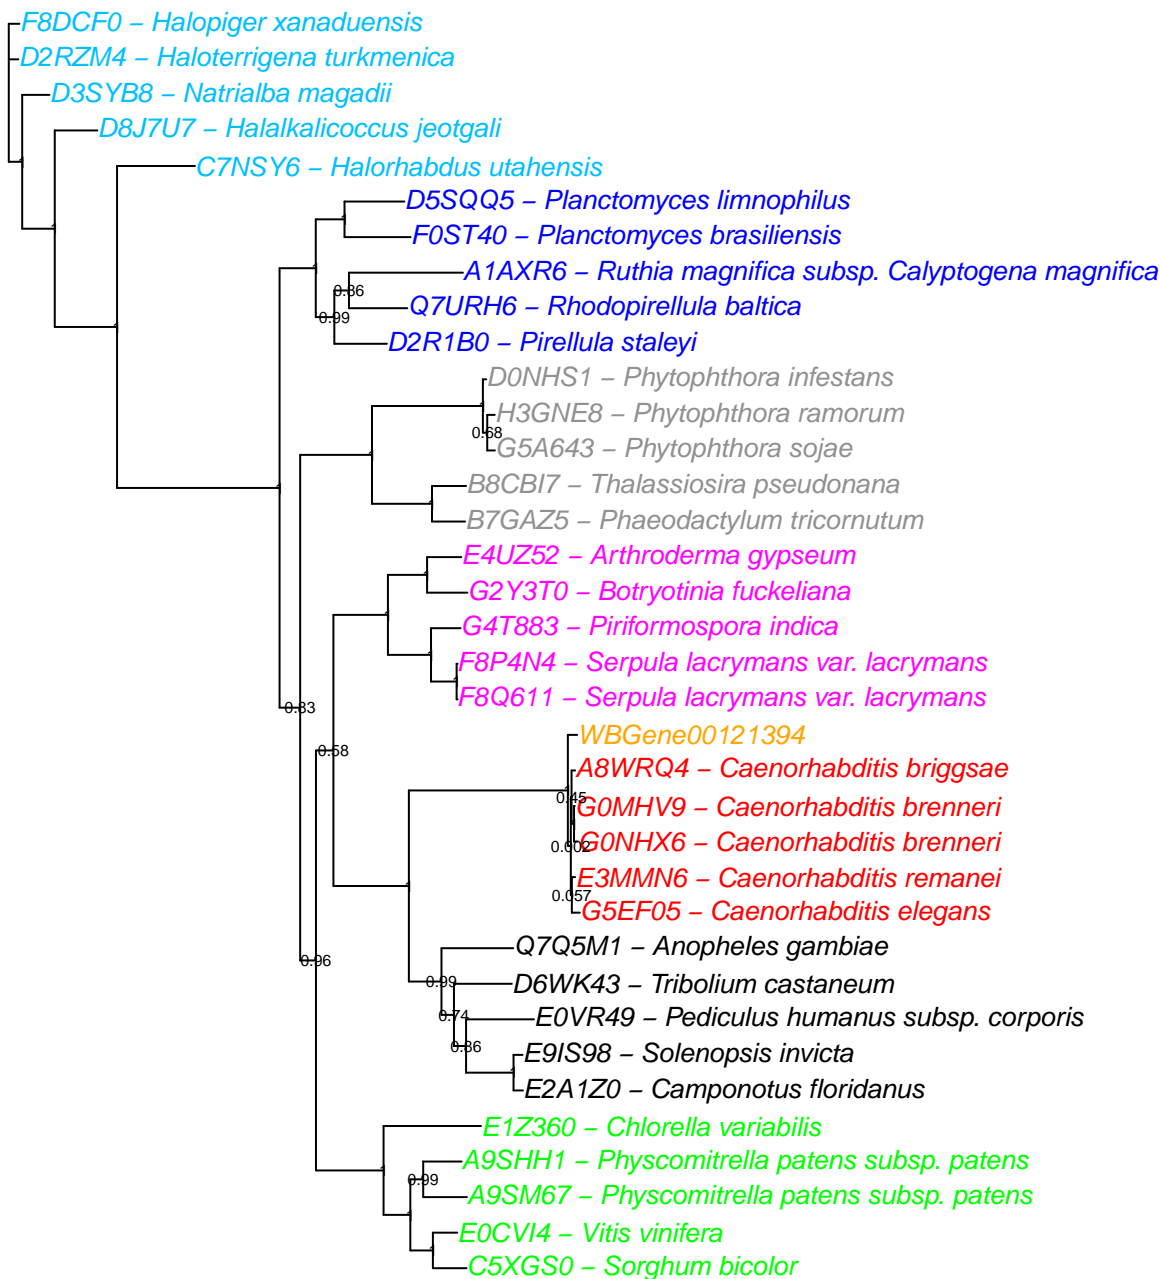 F8DCF0 – Halopiger xanaduensis
D2RZM4 – Haloterrigena turkmenica
D3SYB8 – Natrialba magadii
D8J7U7 – Halalkalicoccus jeotgali
C7NSY6 – Halorhabdus utahensis
D5SQQ5 – Planctomyces limnophilus
F0ST40 – Planctomyces brasiliensis
A1AXR6 – Ruthia magnifica subsp. Calyptogena magnifica
0.86
Q7URH6 – Rhodopirellula baltica
0.99
D2R1B0 – Pirellula staleyi
D0NHS1 – Phytophthora infestans
H3GNE8 – Phytophthora ramorum
0.68
G5A643 – Phytophthora sojae
B8CBI7 – Thalassiosira pseudonana
B7GAZ5 – Phaeodactylum tricornutum
E4UZ52 – Arthroderma gypseum
G2Y3T0 – Botryotinia fuckeliana
G4T883 – Piriformospora indica
F8P4N4 – Serpula lacrymans var. lacrymans
F8Q611 – Serpula lacrymans var. lacrymans
0.83
WBGene00121394
0.58
A8WRQ4 – Caenorhabditis briggsae
0.45
G0MHV9 – Caenorhabditis brenneri
G0NHX6 – Caenorhabditis brenneri
0.002
E3MMN6 – Caenorhabditis remanei
0.057
G5EF05 – Caenorhabditis elegans
Q7Q5M1 – Anopheles gambiae
0.96
0.99
D6WK43 – Tribolium castaneum
0.74
E0VR49 – Pediculus humanus subsp. corporis
0.86
E9IS98 – Solenopsis invicta
E2A1Z0 – Camponotus floridanus
E1Z360 – Chlorella variabilis
A9SHH1 – Physcomitrella patens subsp. patens
0.99
A9SM67 – Physcomitrella patens subsp. patens
E0CVI4 – Vitis vinifera
C5XGS0 – Sorghum bicolor